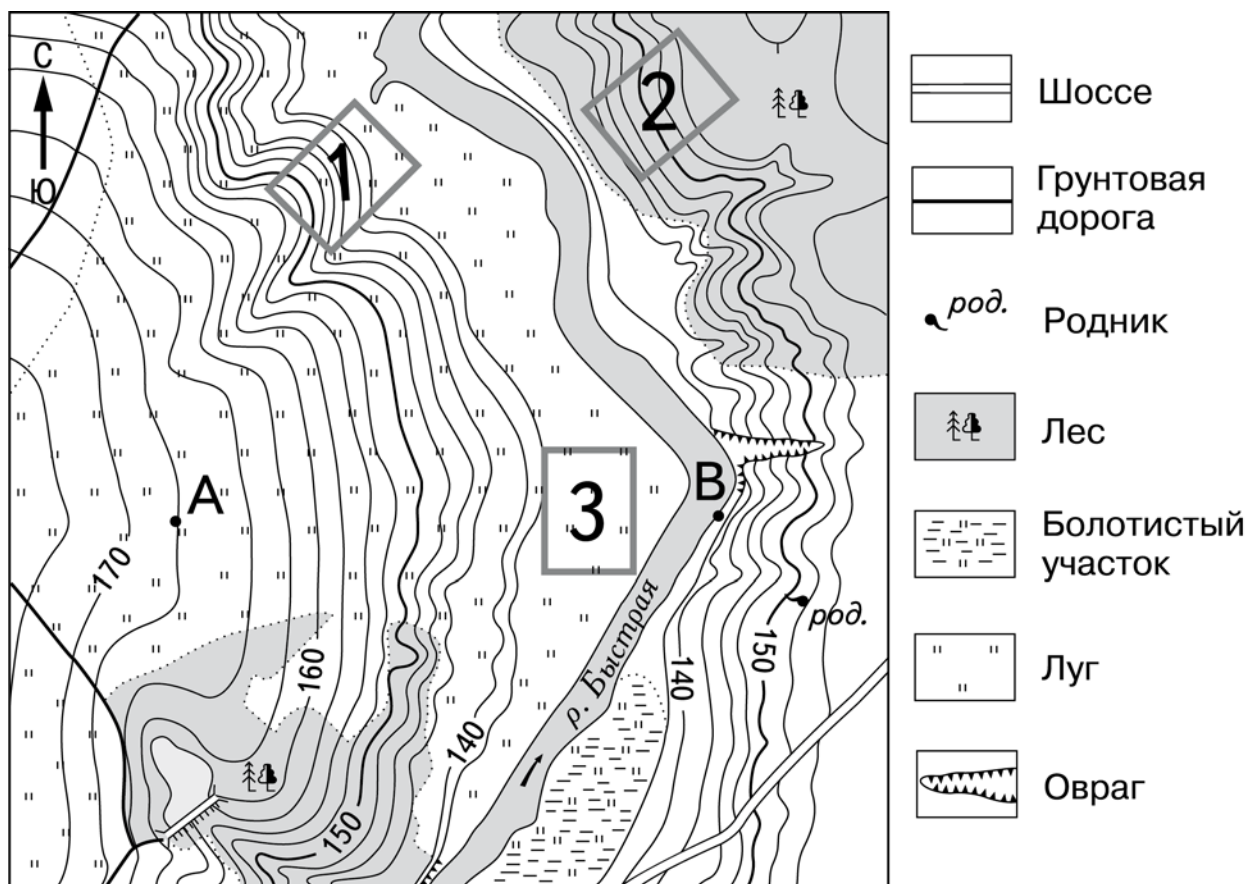 С
Ю
1
2
А
170
3
В
р. Быстрая
род.
160
150
140
140
150
Шоссе
Грунтовая
дорога
род.
Родник
Лес
Болотистый
участок
Луг
Овраг